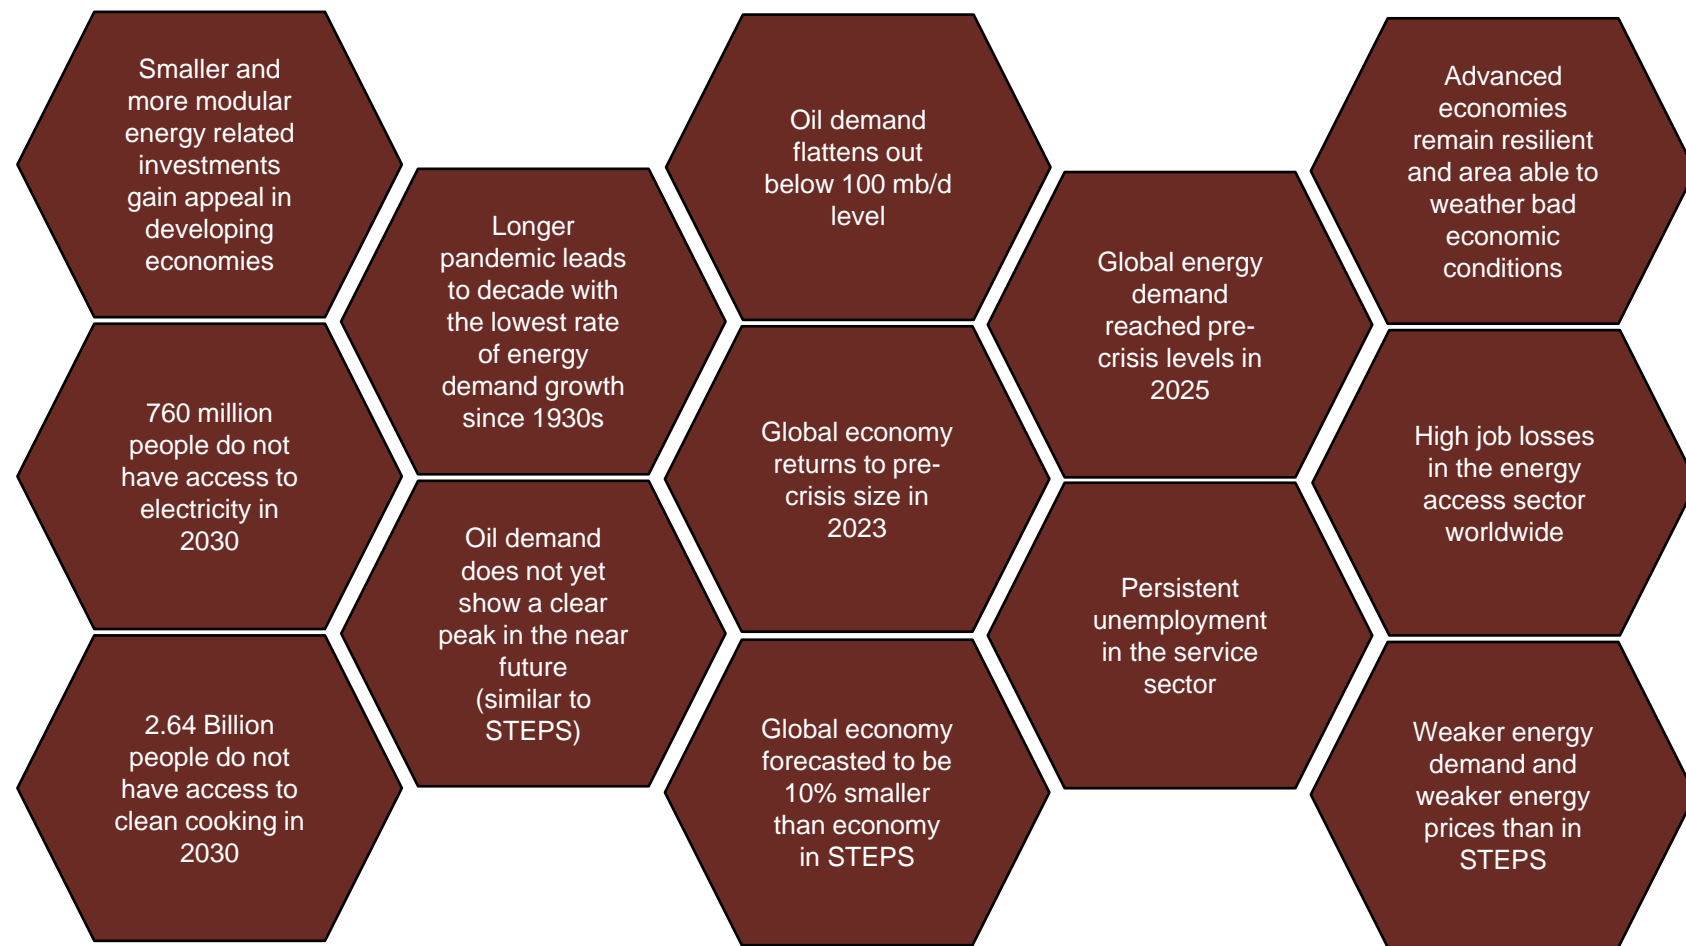 Smaller and
more modular
energy related
investments
gain appeal in
developing
economies
760 million
people do not
have access to
electricity in
2030
2.64 Billion
people do not
have access to
clean cooking in
2030
Longer
pandemic leads
to decade with
the lowest rate
of energy
demand growth
since 1930s
Oil demand
does not yet
show a clear
peak in the near
future
(similar to
STEPS)
Oil demand
flattens out
below 100 mb/d
level
Global economy
returns to pre-
crisis size in
2023
Global economy
forecasted to be
10% smaller
than economy
in STEPS
Global energy
demand
reached pre-
crisis levels in
2025
Persistent
unemployment
in the service
sector
Advanced
economies
remain resilient
and area able to
weather bad
economic
conditions
High job losses
in the energy
access sector
worldwide
Weaker energy
demand and
weaker energy
prices than in
STEPS